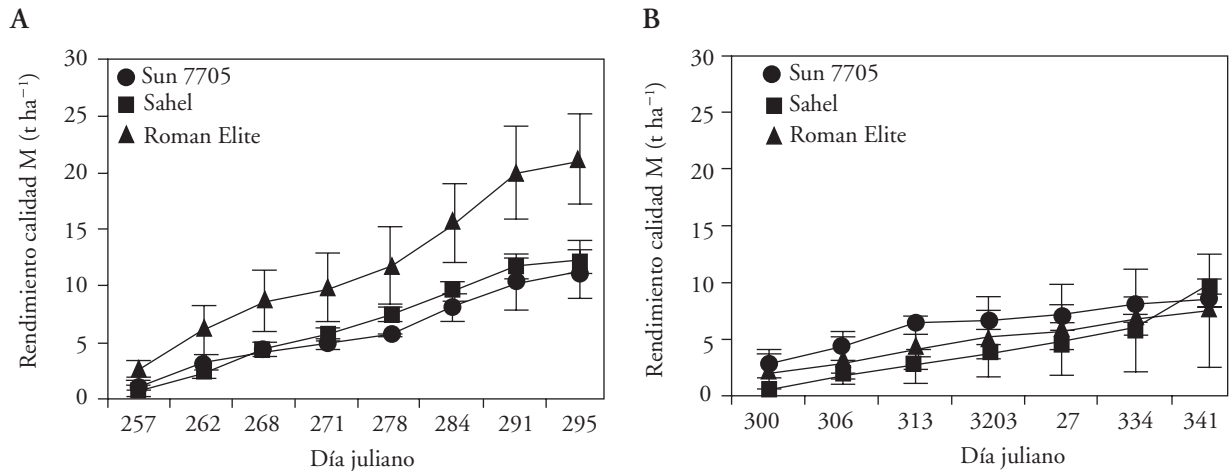 A
Rendimiento calidad M (t ha⁻¹)
30
25
20
15
10
5
0
Sun 7705
Sahel
Roman Elite
257 262 268 271 278 284 291 295
Día juliano
B
Rendimiento calidad M (t ha⁻¹)
30
25
20
15
10
5
0
Sun 7705
Sahel
Roman Elite
300 306 313 3203 27 334 341
Día juliano